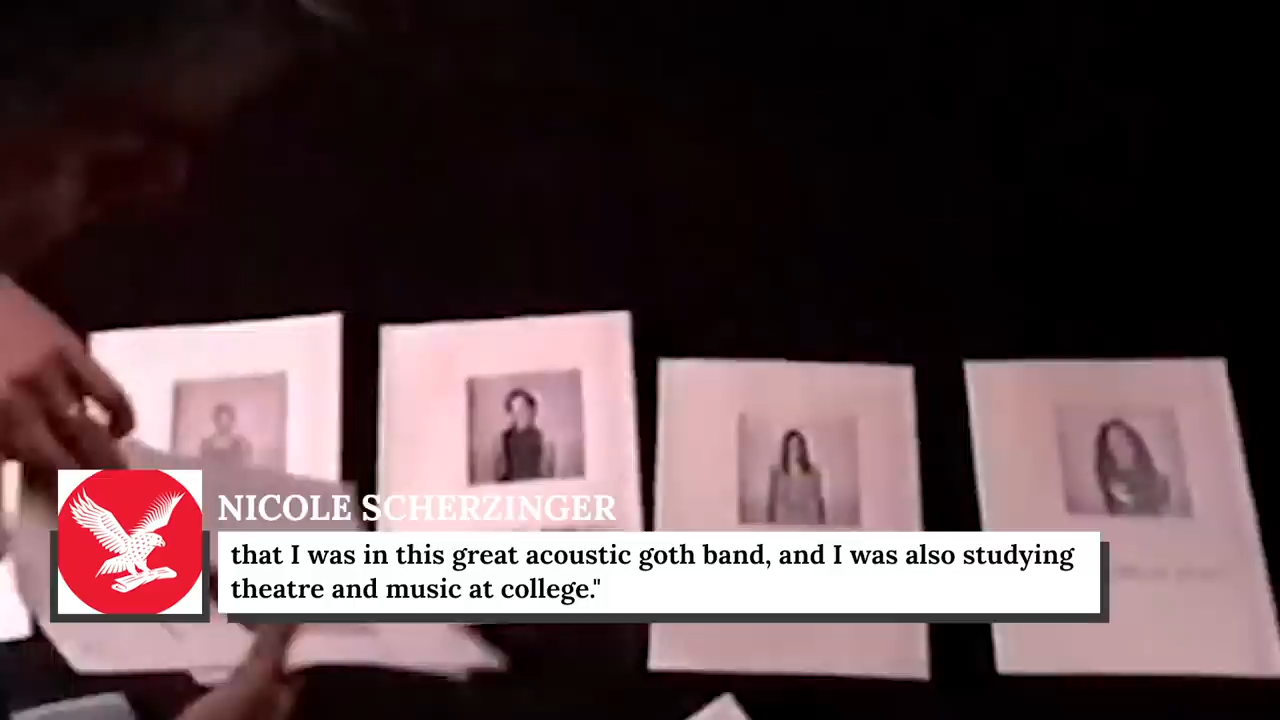 NICOLE SCHERZINGER
that I was in this great acoustic goth band, and I was also studying
theatre and music at college."